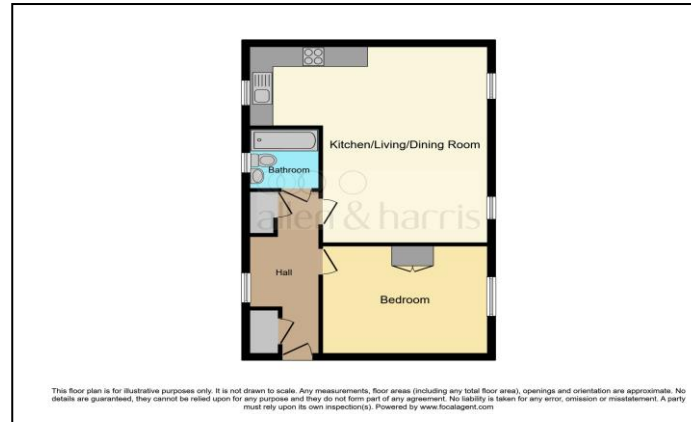 Kitchen/Living/Dining Room
Bathroom
allen & harris
Hall
Bedroom
This floor plan is for illustrative purposes only. It is not drawn to scale. Any measurements, floor areas (including any total floor area), openings and orientation are approximate. No
details are guaranteed, they cannot be relied upon for any purpose and they do not form part of any agreement. No liability is taken for any error, omission or misstatement. A party
must rely upon its own inspection(s). Powered by www.focalagent.com